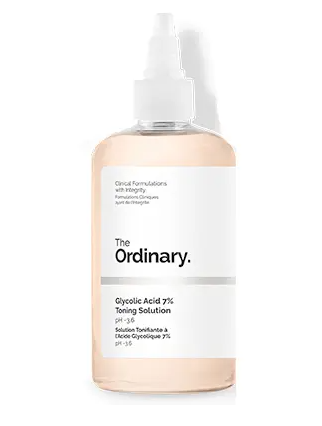 Clinical Formulations
with Integrity.
Formulations Cliniques
ayant de l'intégrité.
The
Ordinary.
Glycolic Acid 7%
Toning Solution
pH ~3.6
Solution Tonifiante à
l'Acide Glycolique 7%
pH ~3.6